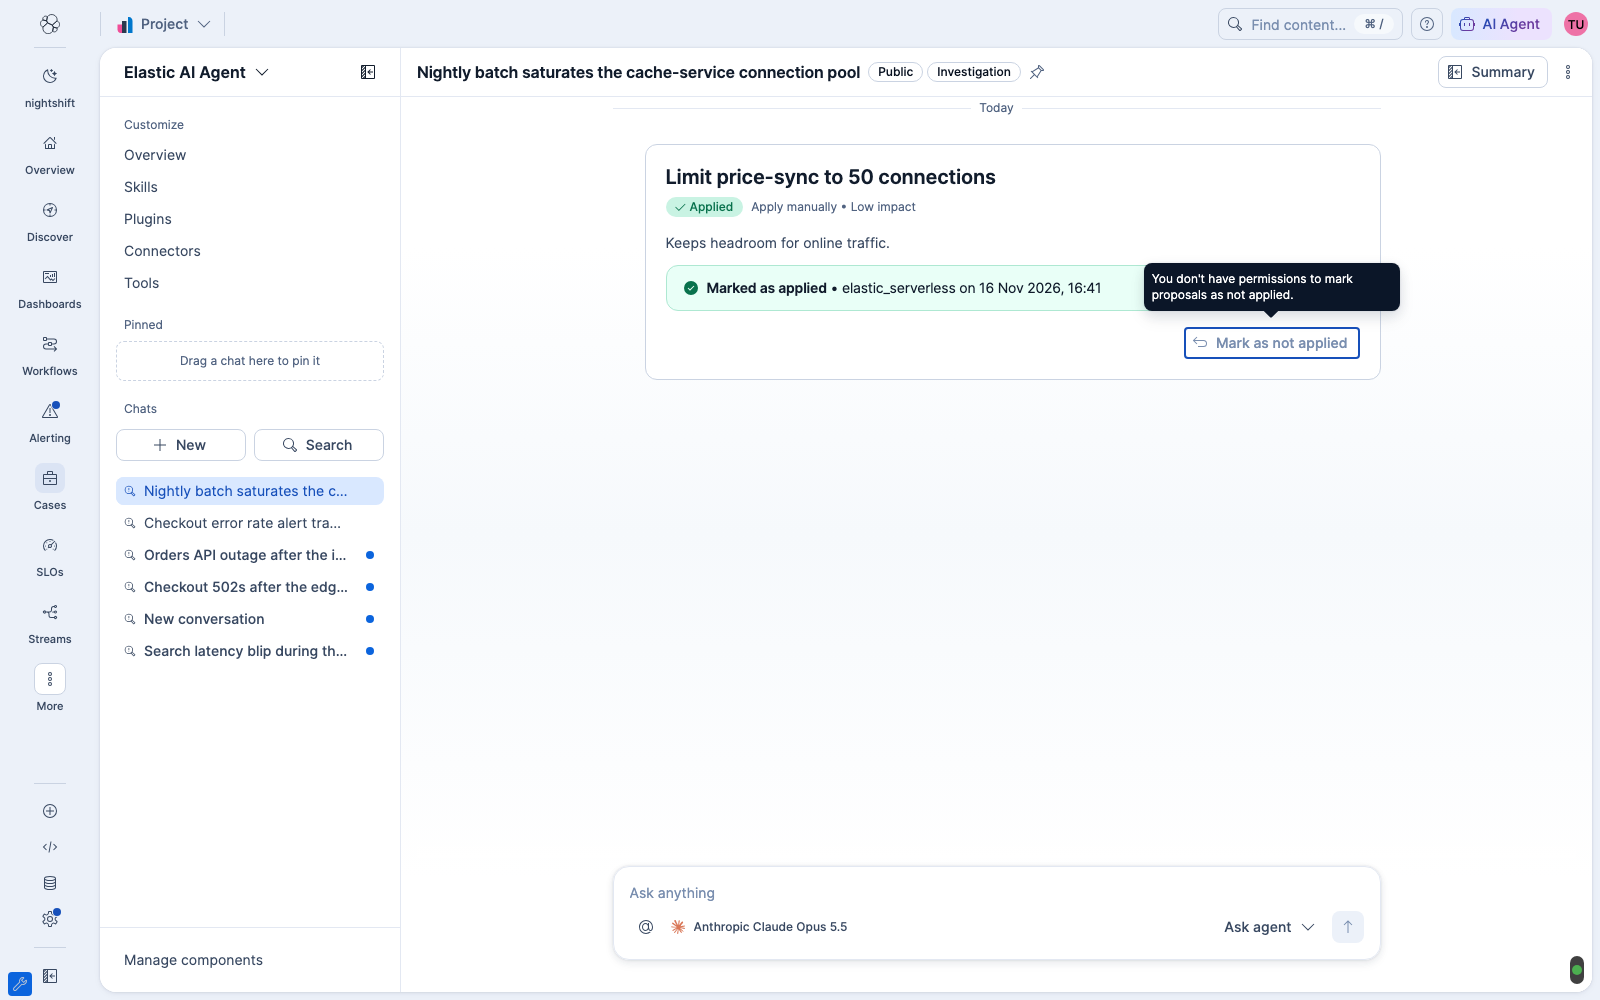 Project
Find content...
⌘ /
AI Agent
TU
nightshift
Overview
Discover
Dashboards
Workflows
Alerting
Cases
SLOs
Streams
More
Elastic AI Agent
Customize
Overview
Skills
Plugins
Connectors
Tools
Pinned
Drag a chat here to pin it
Chats
New
Search
Nightly batch saturates the c...
Checkout error rate alert tra...
Orders API outage after the i...
Checkout 502s after the edg...
New conversation
Search latency blip during th...
Manage components
Nightly batch saturates the cache-service connection pool
Public
Investigation
Summary
Today
Limit price-sync to 50 connections
Applied
Apply manually • Low impact
Keeps headroom for online traffic.
Marked as applied • elastic_serverless on 16 Nov 2026, 16:41
You don't have permissions to mark
proposals as not applied.
Mark as not applied
Ask anything
@
Anthropic Claude Opus 5.5
Ask agent